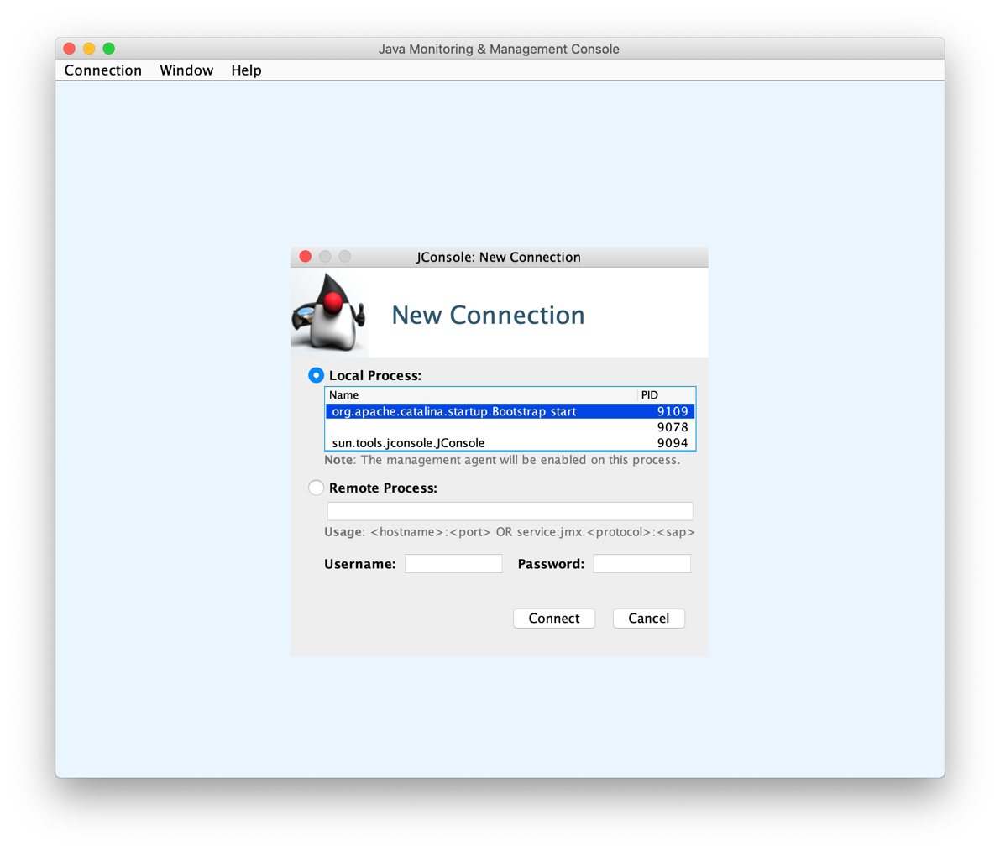 Java Monitoring & Management Console
Connection Window Help
JConsole: New Connection
New Connection
Local Process:
Name PID
org.apache.catalina.startup.Bootstrap start 9109
9078
sun.tools.jconsole.JConsole 9094
Note: The management agent will be enabled on this process.
Remote Process:
Usage: <hostname>:<port> OR service:jmx:<protocol>:<sap>
Username: Password:
Connect Cancel